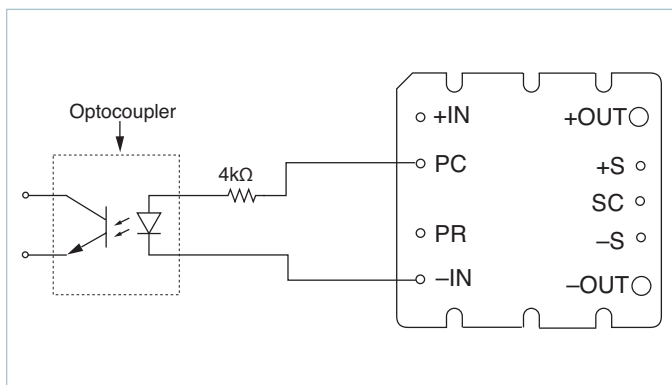 Optocoupler
4kΩ
+IN
PC
PR
–IN
+OUT
+S
SC
–S
–OUT